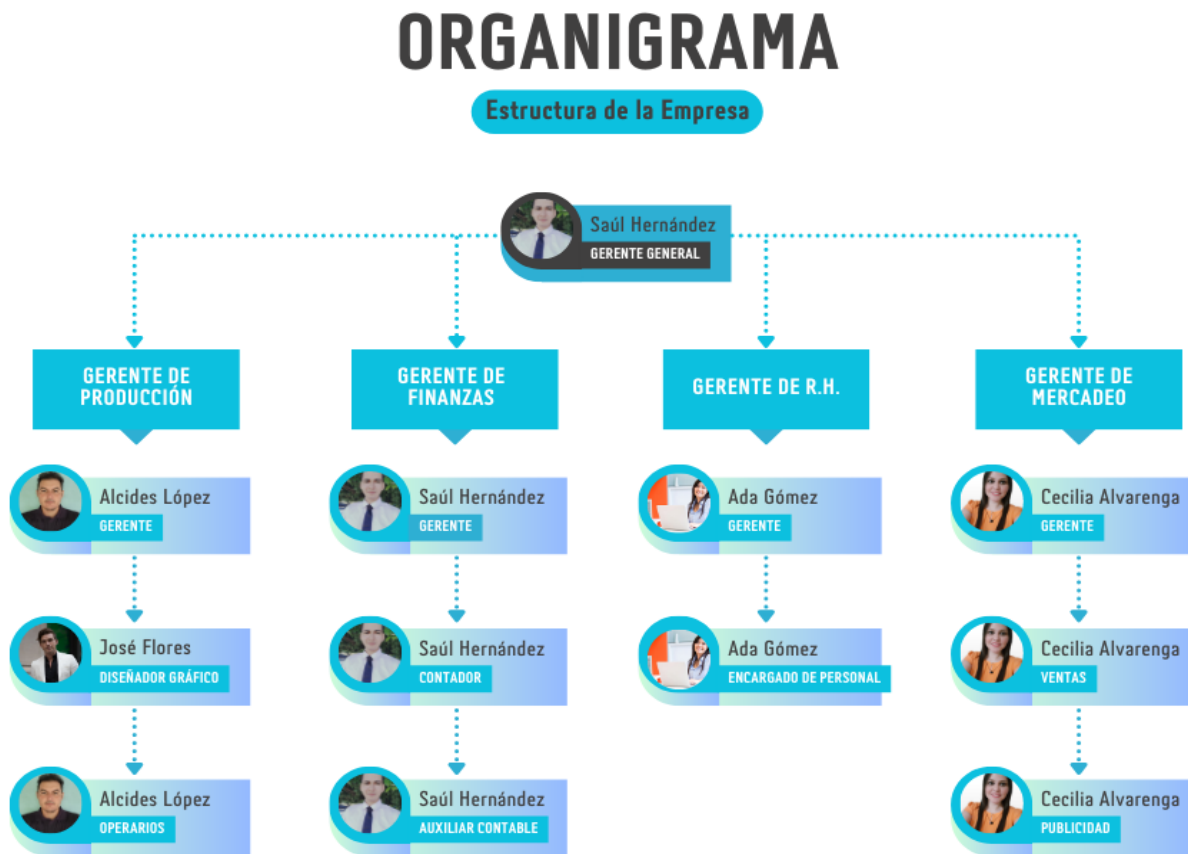 ORGANIGRAMA
Estructura de la Empresa
Saúl Hernández
GERENTE GENERAL
GERENTE DE
PRODUCCIÓN
GERENTE DE
FINANZAS
GERENTE DE R.H.
GERENTE DE
MERCADEO
Alcides López
GERENTE
Saúl Hernández
GERENTE
Ada Gómez
GERENTE
Cecilia Alvarenga
GERENTE
José Flores
DISEÑADOR GRÁFICO
Saúl Hernández
CONTADOR
Ada Gómez
ENCARGADO DE PERSONAL
Cecilia Alvarenga
VENTAS
Alcides López
OPERARIOS
Saúl Hernández
AUXILIAR CONTABLE
Cecilia Alvarenga
PUBLICIDAD